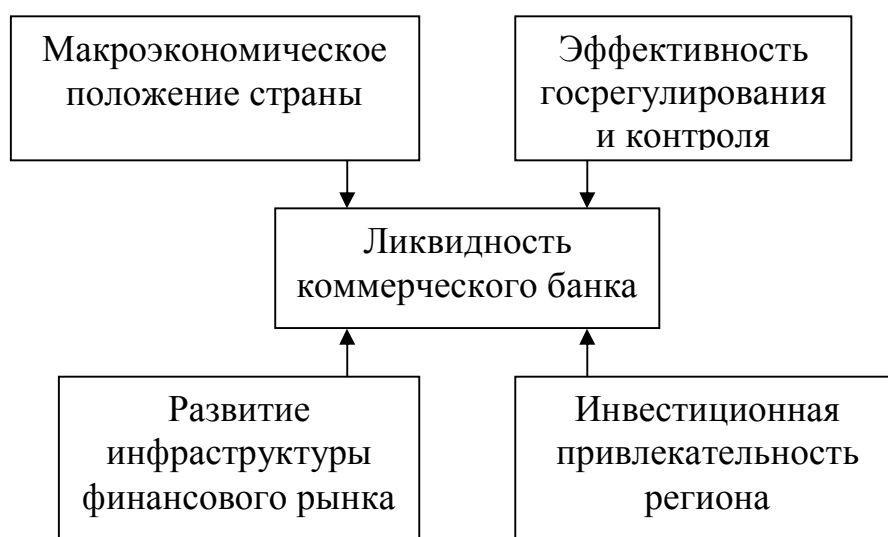 Макроэкономическое
положение страны
Эффективность
госрегулирования
и контроля
Ликвидность
коммерческого банка
Развитие
инфраструктуры
финансового рынка
Инвестиционная
привлекательность
региона